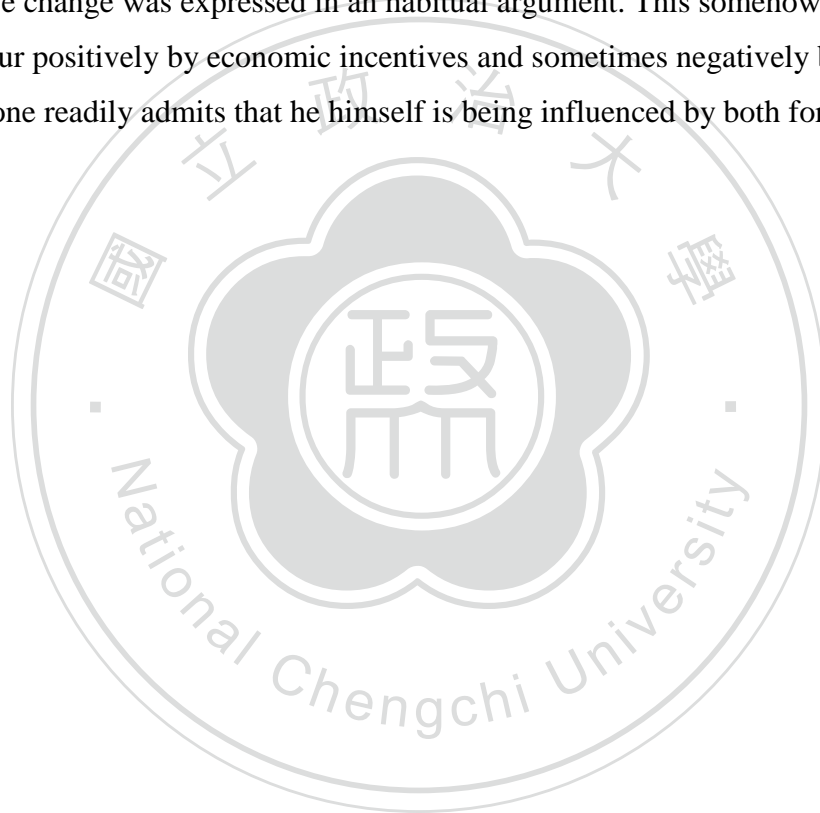 e change was expressed in an habitual argument. This somehow
ur positively by economic incentives and sometimes negatively b
one readily admits that he himself is being influenced by both for
國立政治大學
政
National Chengchi University